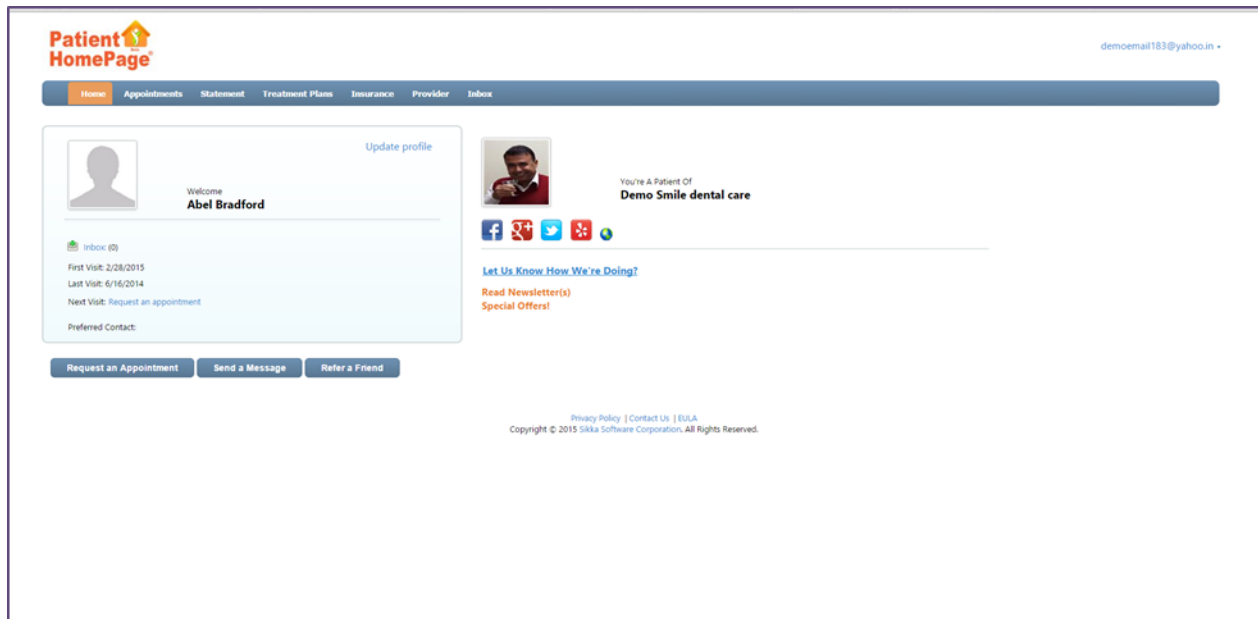 Patient
HomePage®
demoemail183@yahoo.in
Home Appointments Statement Treatment Plans Insurance Provider Inbox
Update profile
Welcome
Abel Bradford
Inbox (0)
First Visit: 2/28/2015
Last Visit: 6/16/2014
Next Visit: Request an appointment
Preferred Contact:
Request an Appointment Send a Message Refer a Friend
You're A Patient Of
Demo Smile dental care
Let Us Know How We're Doing?
Read Newsletter(s)
Special Offers!
Privacy Policy | Contact Us | EULA
Copyright © 2015 Sikka Software Corporation. All Rights Reserved.